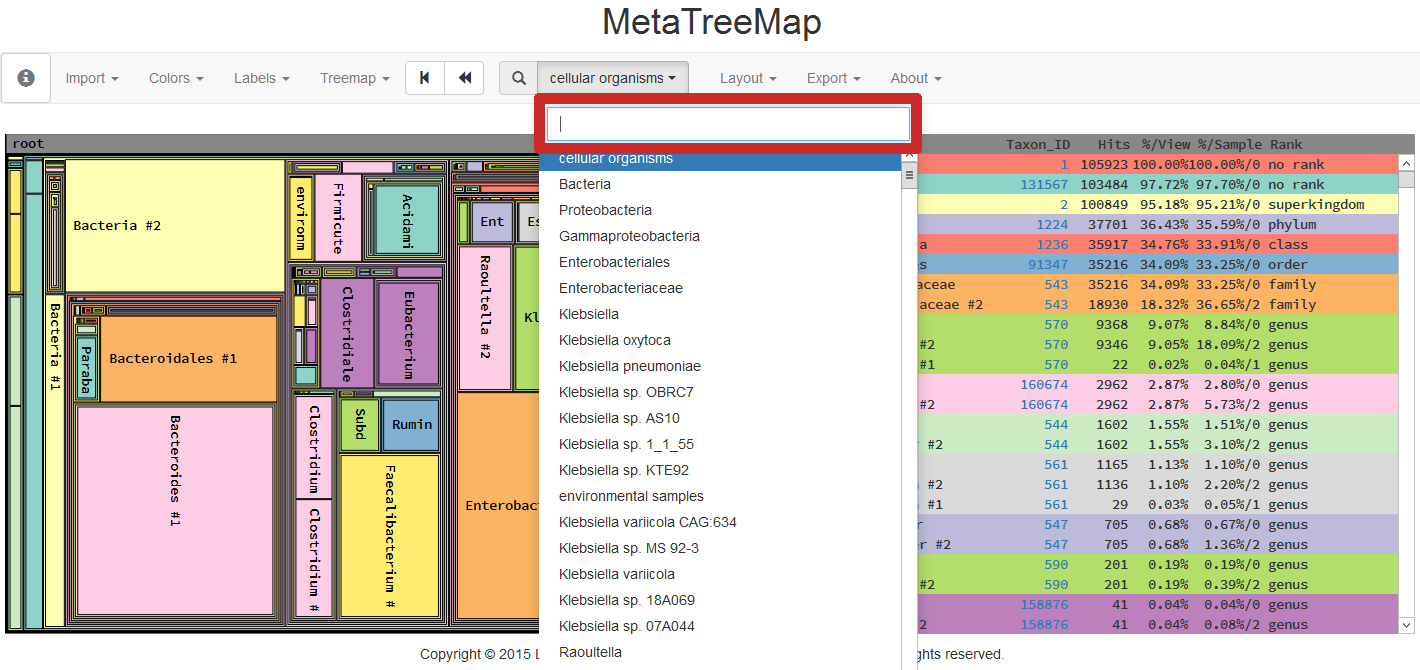 MetaTreeMap
Import Colors Labels Treemap cellular organisms Layout Export About
root
Bacteria #2
Bacteria #1
Paraba
Bacteroidales #1
Bacteroides #1
environm
Firmicute
Acidami
Clostridiale
Eubacterium
Clostridium
Clostridium #
Subd
Rumin
Faecalibacterium #
Ent
Es
Raoultella #2
Kl
Enterobac
cellular organisms
Bacteria
Proteobacteria
Gammaproteobacteria
Enterobacteriales
Enterobacteriaceae
Klebsiella
Klebsiella oxytoca
Klebsiella pneumoniae
Klebsiella sp. OBRC7
Klebsiella sp. AS10
Klebsiella sp. 1_1_55
Klebsiella sp. KTE92
environmental samples
Klebsiella variicola CAG:634
Klebsiella sp. MS 92-3
Klebsiella variicola
Klebsiella sp. 18A069
Klebsiella sp. 07A044
Raoultella
Taxon_ID Hits %/View %/Sample Rank
1 105923 100.00% 100.00%/0 no rank
131567 103484 97.72% 97.70%/0 no rank
2 100849 95.18% 95.21%/0 superkingdom
1224 37701 36.43% 35.59%/0 phylum
a 1236 35917 34.76% 33.91%/0 class
s 91347 35216 34.09% 33.25%/0 order
aceae 543 35216 34.09% 33.25%/0 family
aceae #2 543 18930 18.32% 36.65%/2 family
570 9368 9.07% 8.84%/0 genus
#2 570 9346 9.05% 18.09%/2 genus
#1 570 22 0.02% 0.04%/1 genus
160674 2962 2.87% 2.80%/0 genus
#2 160674 2962 2.87% 5.73%/2 genus
544 1602 1.55% 1.51%/0 genus
#2 544 1602 1.55% 3.10%/2 genus
561 1165 1.13% 1.10%/0 genus
#2 561 1136 1.10% 2.20%/2 genus
#1 561 29 0.03% 0.05%/1 genus
r 547 705 0.68% 0.67%/0 genus
r #2 547 705 0.68% 1.36%/2 genus
590 201 0.19% 0.19%/0 genus
#2 590 201 0.19% 0.39%/2 genus
158876 41 0.04% 0.04%/0 genus
2 158876 41 0.04% 0.08%/2 genus
Copyright © 2015 L ghts reserved.